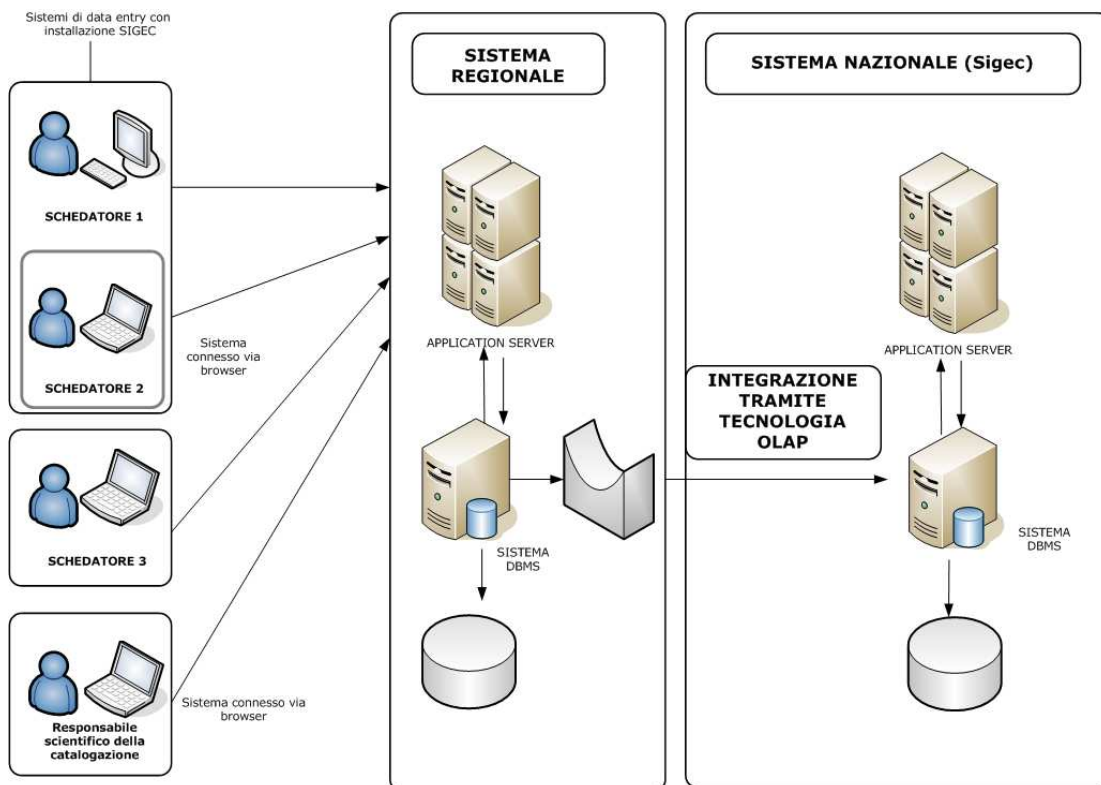 Sistemi di data entry con
installazione SIGEC
SCHEDATORE 1
SCHEDATORE 2
Sistema
connesso via
browser
SCHEDATORE 3
Responsabile
scientifico della
catalogazione
Sistema connesso via
browser
SISTEMA
REGIONALE
APPLICATION SERVER
SISTEMA
DBMS
INTEGRAZIONE
TRAMITE
TECNOLOGIA
OLAP
SISTEMA NAZIONALE (Sigec)
APPLICATION SERVER
SISTEMA
DBMS